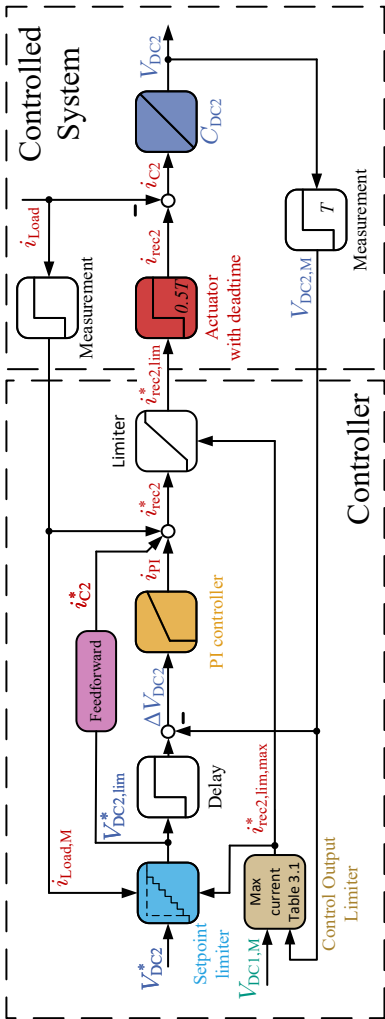 Controlled
System
V_DC2
C_DC2
i_C2
i_Load
i_rec2
Measurement
0.5T
Actuator
with deadtime
T
Measurement
V_DC2,M
i*_rec2,lim
Limiter
i*_rec2
i*_C2
i_PI
PI controller
Feedforward
ΔV_DC2
Delay
V*_DC2,lim
i_Load,M
i*_rec2,lim,max
V*_DC2
Setpoint
limiter
V_DC1,M
Max
current
Table 3.1
Control Output
Limiter
Controller